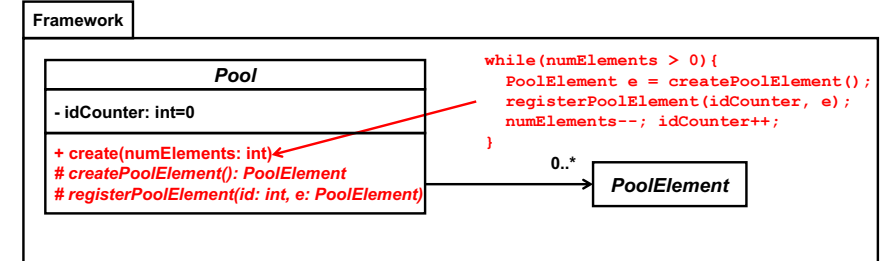 Framework
Pool
- idCounter: int=0
+ create(numElements: int)
# createPoolElement(): PoolElement
# registerPoolElement(id: int, e: PoolElement)
while(numElements > 0){
PoolElement e = createPoolElement();
registerPoolElement(idCounter, e);
numElements--; idCounter++;
}
0..*
PoolElement